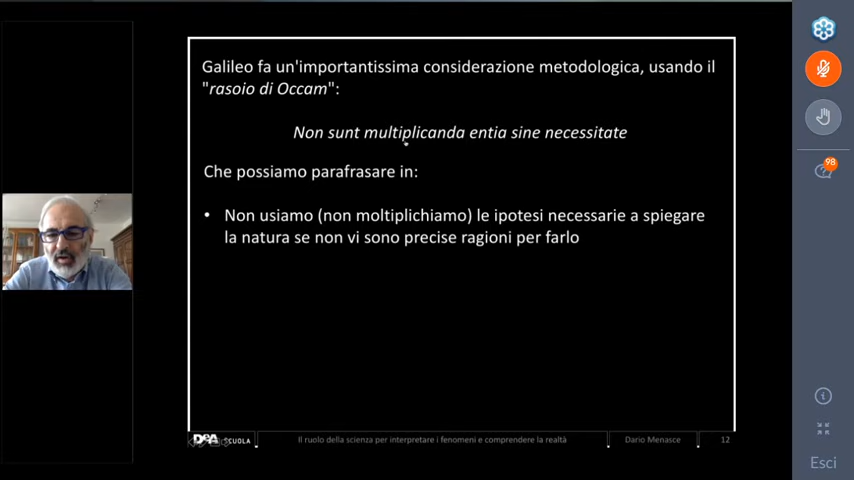 Galileo fa un'importantissima considerazione metodologica, usando il
"rasoio di Occam":
Non sunt multiplicanda entia sine necessitate
Che possiamo parafrasare in:
• Non usiamo (non moltiplichiamo) le ipotesi necessarie a spiegare
la natura se non vi sono precise ragioni per farlo
DeA SCUOLA
Il ruolo della scienza per interpretare i fenomeni e comprendere la realtà
Dario Menasce
12
98
Esci